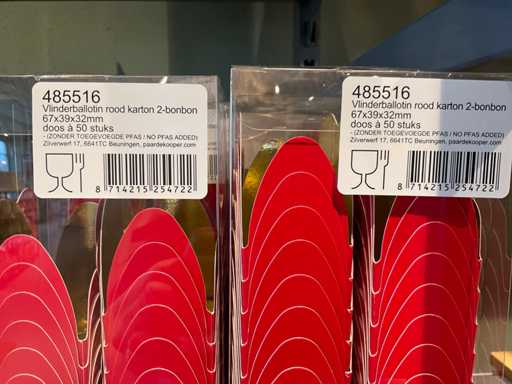 485516
Vlinderballotin rood karton 2-bonbon
67x39x32mm
doos à 50 stuks
- (ZONDER TOEGEVOEGDE PFAS / NO PFAS ADDED)
Zilverwerf 17, 6641TC Beuningen, paardekooper.com
8 714215 254722
485516
Vlinderballotin rood karton 2-bonbon
67x39x32mm
doos à 50 stuks
- (ZONDER TOEGEVOEGDE PFAS / NO PFAS ADDED)
Zilverwerf 17, 6641TC Beuningen, paardekooper.com
8 714215 254722